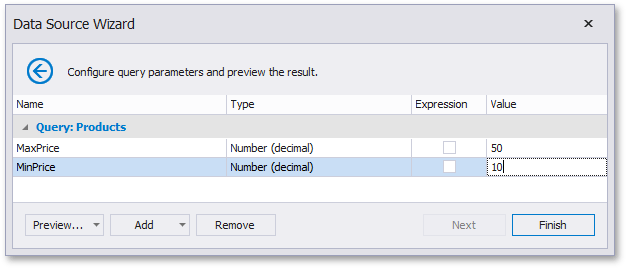 Data Source Wizard
Configure query parameters and preview the result.
Name Type Expression Value
Query: Products
MaxPrice Number (decimal) 50
MinPrice Number (decimal) 10
Preview... Add Remove Next Finish